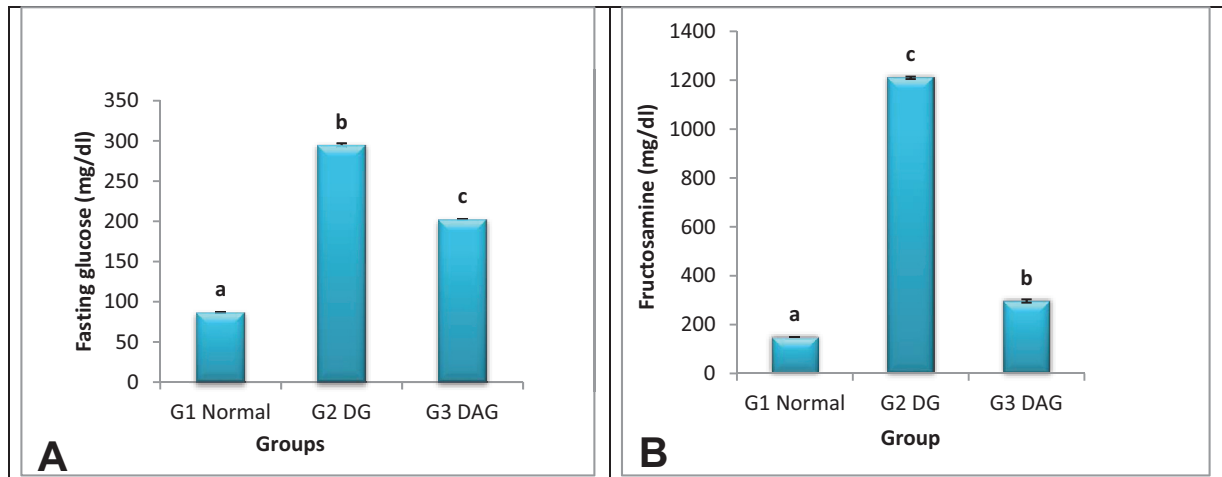 Fasting glucose (mg/dl)
350
300
250
200
150
100
50
0
a
b
c
G1 Normal
G2 DG
G3 DAG
Groups
A
Fructosamine (mg/dl)
1400
1200
1000
800
600
400
200
0
a
c
b
G1 Normal
G2 DG
G3 DAG
Group
B